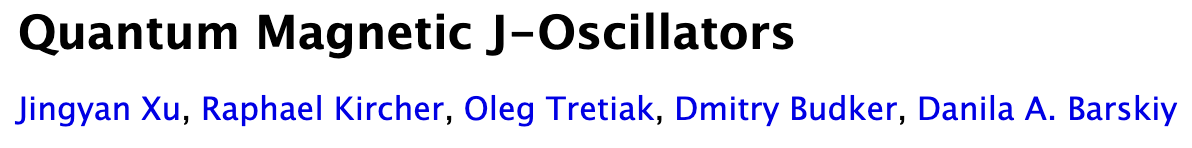 Quantum Magnetic J-Oscillators
Jingyan Xu, Raphael Kircher, Oleg Tretiak, Dmitry Budker, Danila A. Barskiy